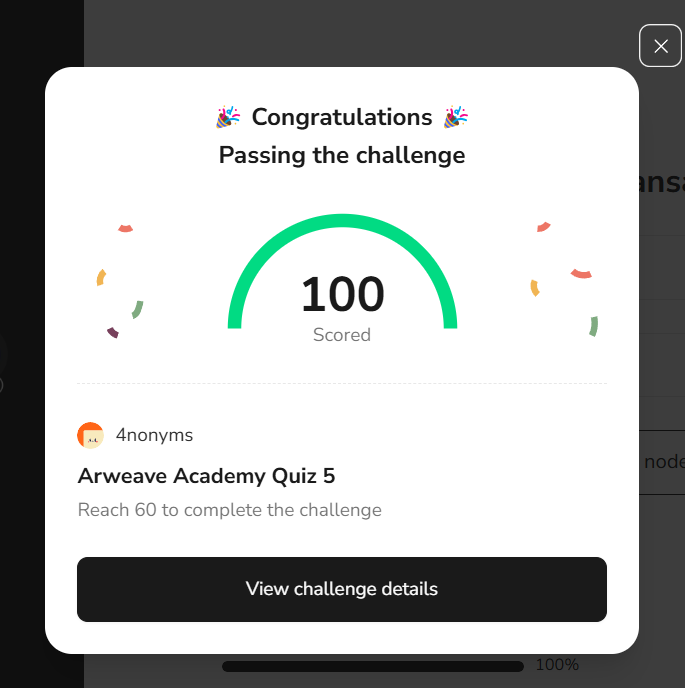 Congratulations
Passing the challenge
100
Scored
4nonyms
Arweave Academy Quiz 5
Reach 60 to complete the challenge
View challenge details
node
100%